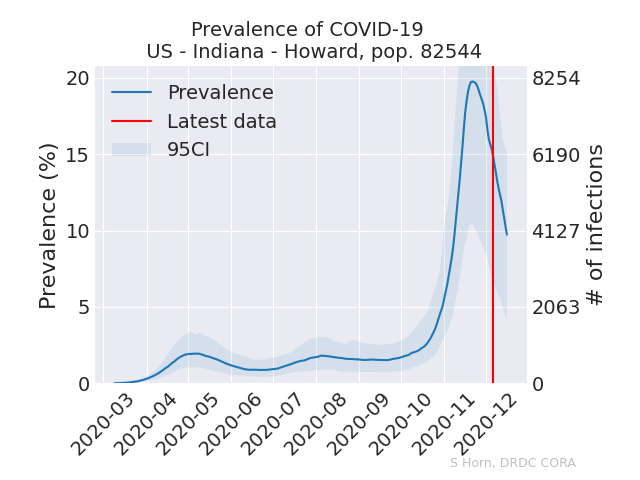 Prevalence of COVID-19
US - Indiana - Howard, pop. 82544
Prevalence (%)
20
15
10
5
0
Prevalence
Latest data
95CI
8254
6190
4127
2063
0
# of infections
2020-03
2020-04
2020-05
2020-06
2020-07
2020-08
2020-09
2020-10
2020-11
2020-12
S Horn, DRDC CORA